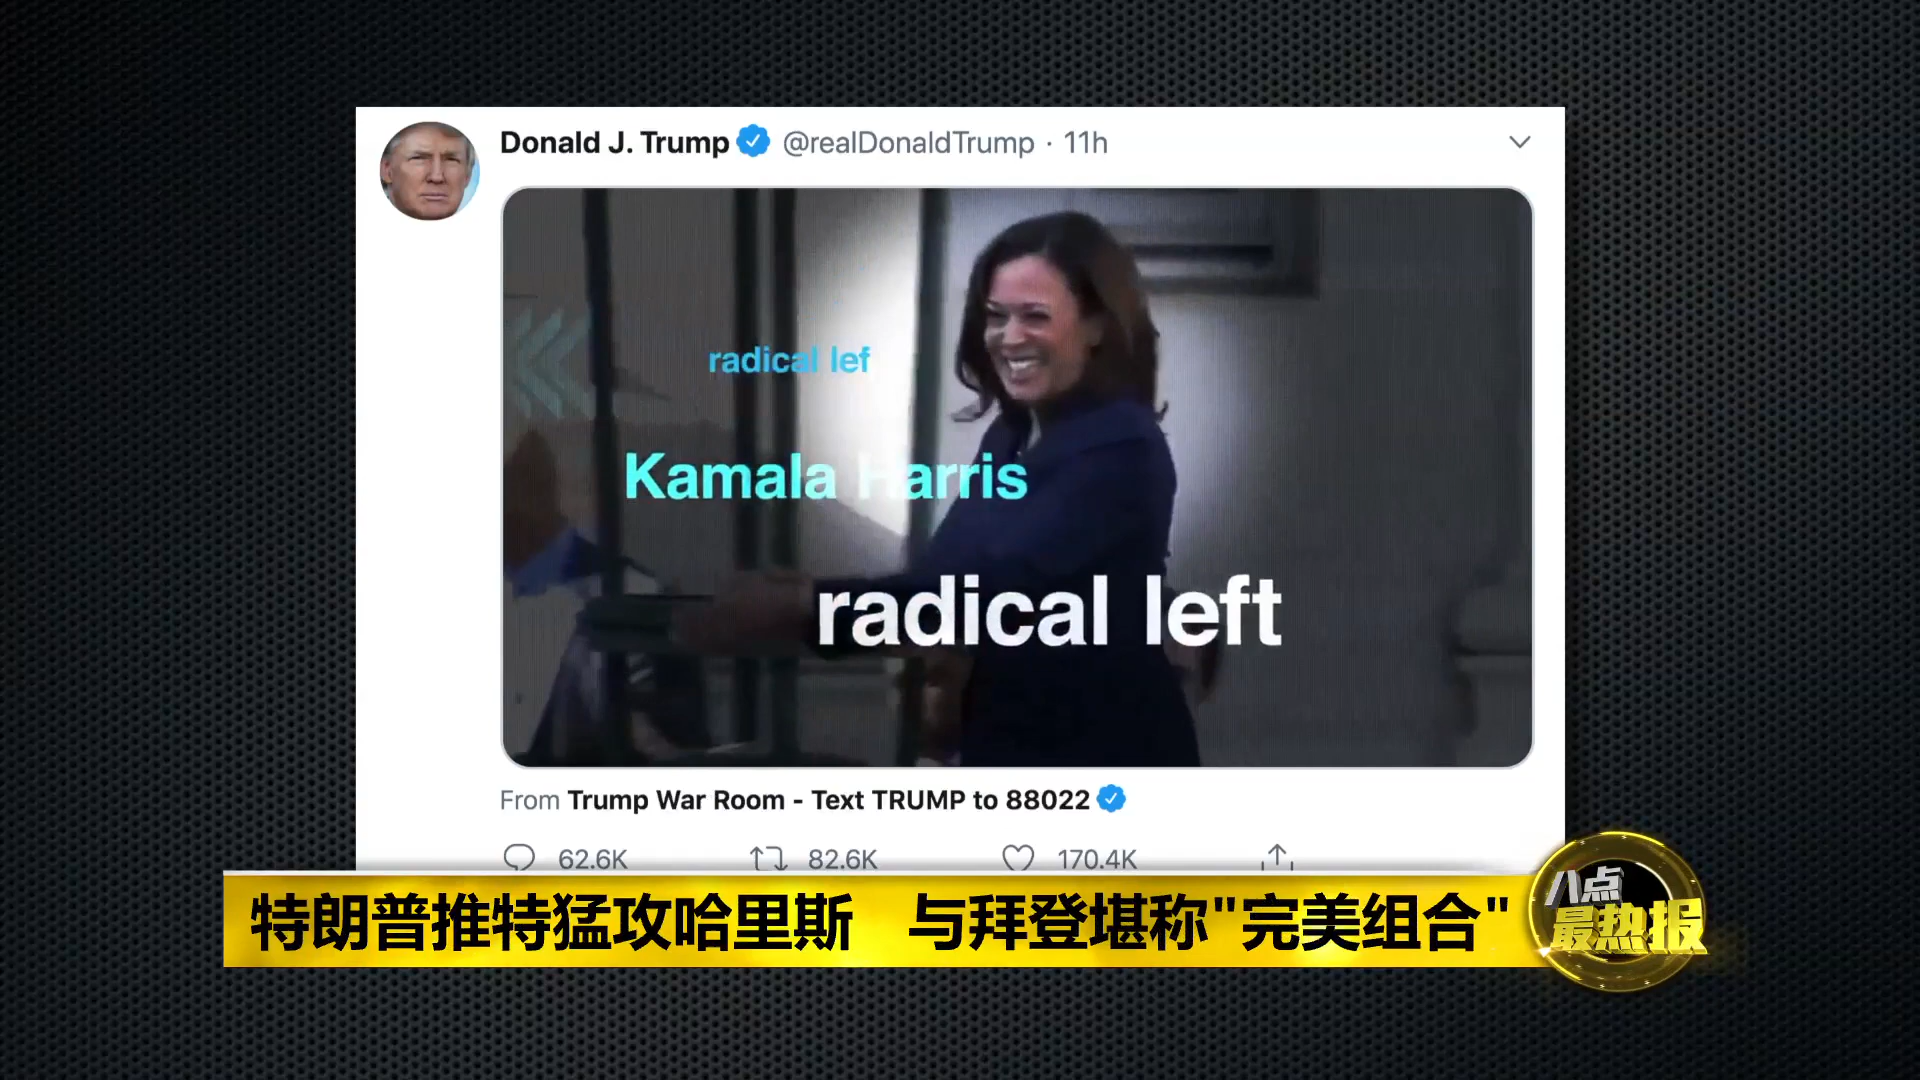 Donald J. Trump @realDonaldTrump · 11h
radical lef
Kamala Harris
radical left
From Trump War Room - Text TRUMP to 88022
62.6K 82.6K 170.4K
特朗普推特猛攻哈里斯 与拜登堪称"完美组合"
八点
最热报